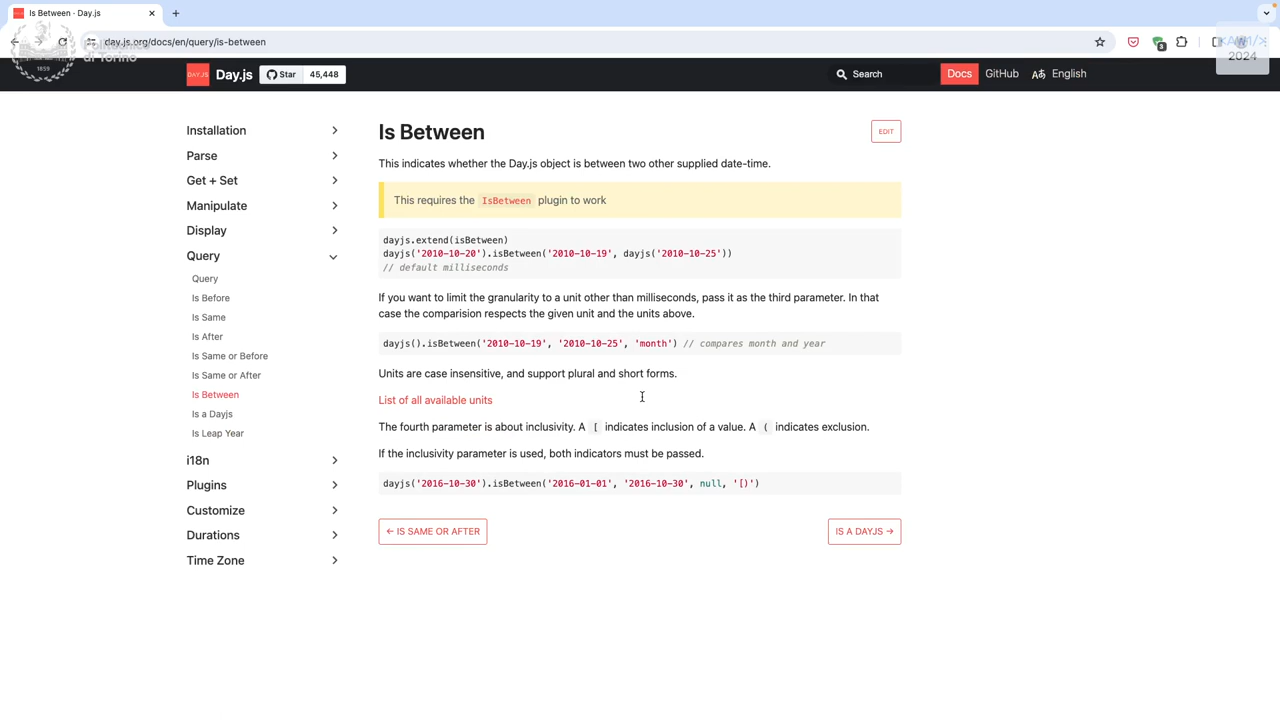 Is Between · Day.js
day.js.org/docs/en/query/is-between
Politecnico
di Torino
1859
2024
DAY.JS
Day.js
Star
45,448
Search
Docs
GitHub
English
Installation
Parse
Get + Set
Manipulate
Display
Query
Query
Is Before
Is Same
Is After
Is Same or Before
Is Same or After
Is Between
Is a Dayjs
Is Leap Year
i18n
Plugins
Customize
Durations
Time Zone
Is Between
EDIT
This indicates whether the Day.js object is between two other supplied date-time.
This requires the IsBetween plugin to work
dayjs.extend(isBetween)
dayjs('2010-10-20').isBetween('2010-10-19', dayjs('2010-10-25'))
// default milliseconds
If you want to limit the granularity to a unit other than milliseconds, pass it as the third parameter. In that
case the comparision respects the given unit and the units above.
dayjs().isBetween('2010-10-19', '2010-10-25', 'month') // compares month and year
Units are case insensitive, and support plural and short forms.
List of all available units
The fourth parameter is about inclusivity. A [ indicates inclusion of a value. A ( indicates exclusion.
If the inclusivity parameter is used, both indicators must be passed.
dayjs('2016-10-30').isBetween('2016-01-01', '2016-10-30', null, '[)')
← IS SAME OR AFTER
IS A DAYJS →